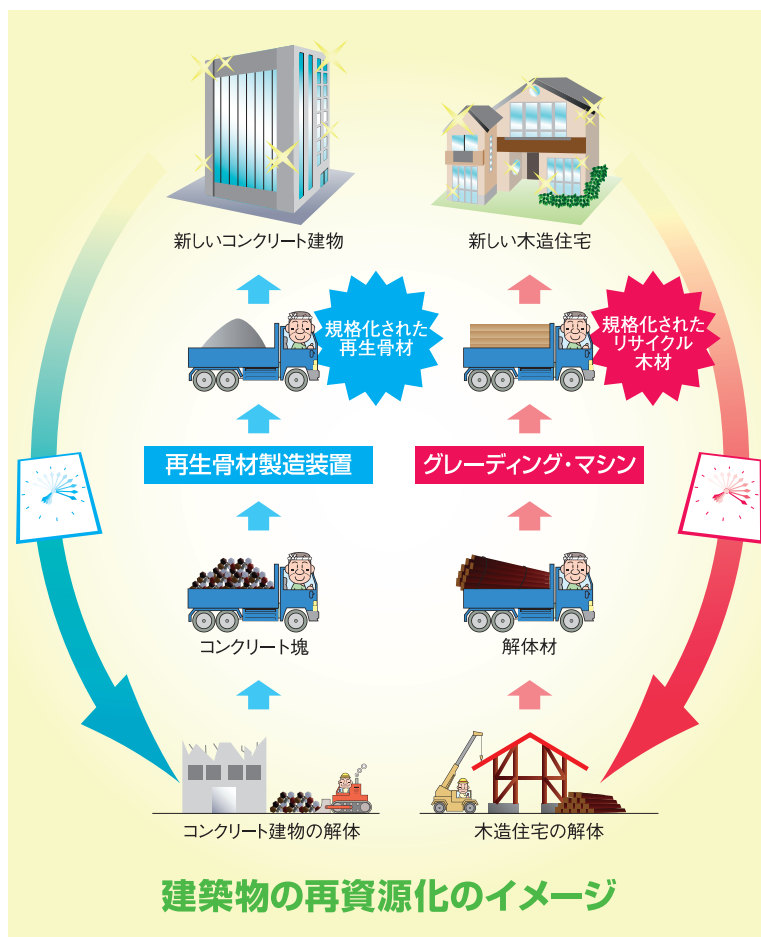 新しいコンクリート建物
新しい木造住宅
規格化された
再生骨材
規格化された
リサイクル
木材
再生骨材製造装置
グレーディング・マシン
コンクリート塊
解体材
コンクリート建物の解体
木造住宅の解体
建築物の再資源化のイメージ